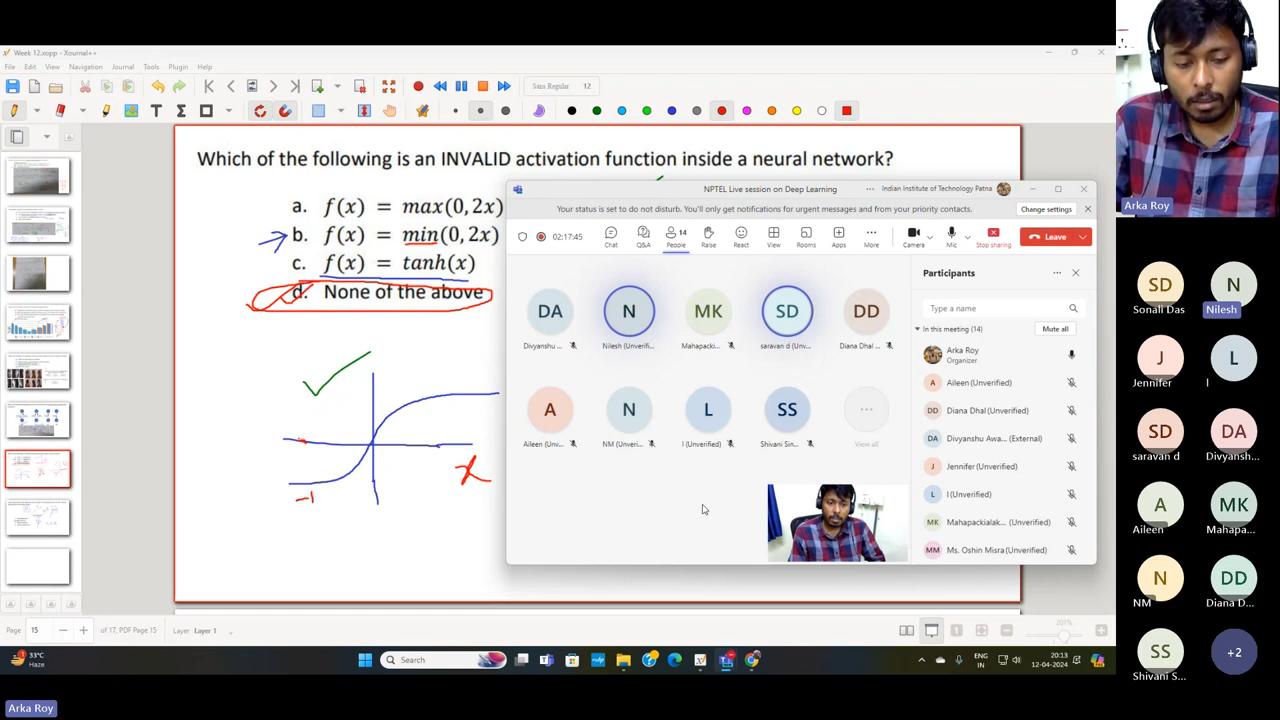 Week 12.xopp - Xournal++
File Edit View Navigation Journal Tools Plugin Help
Sans Regular 12
Which of the following is an INVALID activation function inside a neural network?
a. f(x) = max(0, 2x)
b. f(x) = min(0, 2x)
c. f(x) = tanh(x)
d. None of the above
-1
x
NPTEL Live session on Deep Learning
Indian Institute of Technology Patna
Your status is set to do not disturb. You'll only get notifications for urgent messages and from your priority contacts.
Change settings
02:17:45
Chat Q&A 14 People Raise React View Rooms Apps More Camera Mic Stop sharing Leave
DA N MK SD DD
Divyanshu ... Nilesh (Unverifi... Mahapacki... saravan d (Unv... Diana Dhal ...
A N L SS ...
Aileen (Unv... NM (Unveri... l (Unverified) Shivani Sin... View all
Participants
Type a name
In this meeting (14) Mute all
Arka Roy
Organizer
A Aileen (Unverified)
DD Diana Dhal (Unverified)
DA Divyanshu Awa... (External)
J Jennifer (Unverified)
L l (Unverified)
MK Mahapackialak... (Unverified)
MM Ms. Oshin Misra (Unverified)
Page 15 of 17, PDF Page 15 Layer Layer 1
201%
33°C
Haze
Search
ENG
IN
20:13
12-04-2024
Arka Roy
Arka Roy
SD N
Sonali Das Nilesh
J L
Jennifer l
SD DA
saravan d Divyansh...
A MK
Aileen Mahapa...
N DD
NM Diana D...
SS +2
Shivani S...